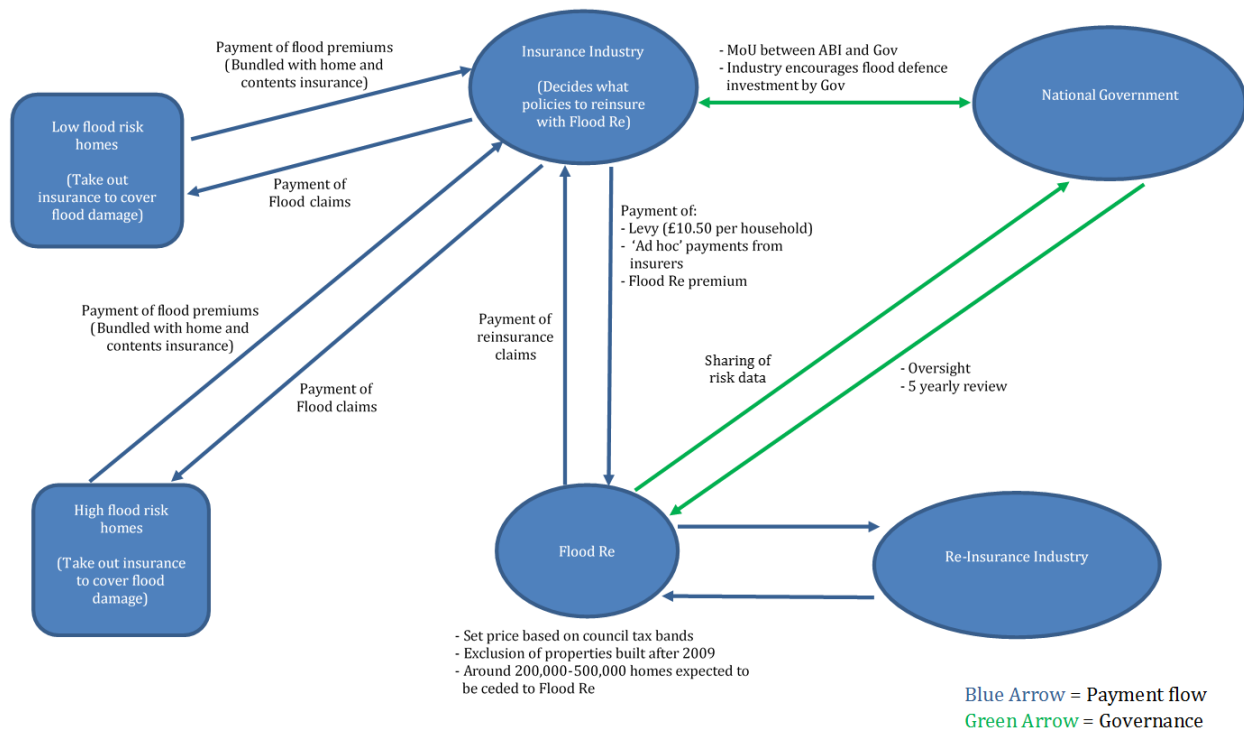 Payment of flood premiums
(Bundled with home and
contents insurance)
Insurance Industry
(Decides what
policies to reinsure
with Flood Re)
- MoU between ABI and Gov
- Industry encourages flood defence
investment by Gov
National Government
Low flood risk
homes
(Take out
insurance to cover
flood damage)
Payment of
Flood claims
Payment of:
- Levy (£10.50 per household)
- 'Ad hoc' payments from
insurers
- Flood Re premium
Payment of flood premiums
(Bundled with home and
contents insurance)
Payment of
reinsurance
claims
Sharing of
risk data
- Oversight
- 5 yearly review
Payment of
Flood claims
High flood risk
homes
(Take out insurance
to cover flood
damage)
Flood Re
Re-Insurance Industry
- Set price based on council tax bands
- Exclusion of properties built after 2009
- Around 200,000-500,000 homes expected to
be ceded to Flood Re
Blue Arrow = Payment flow
Green Arrow = Governance